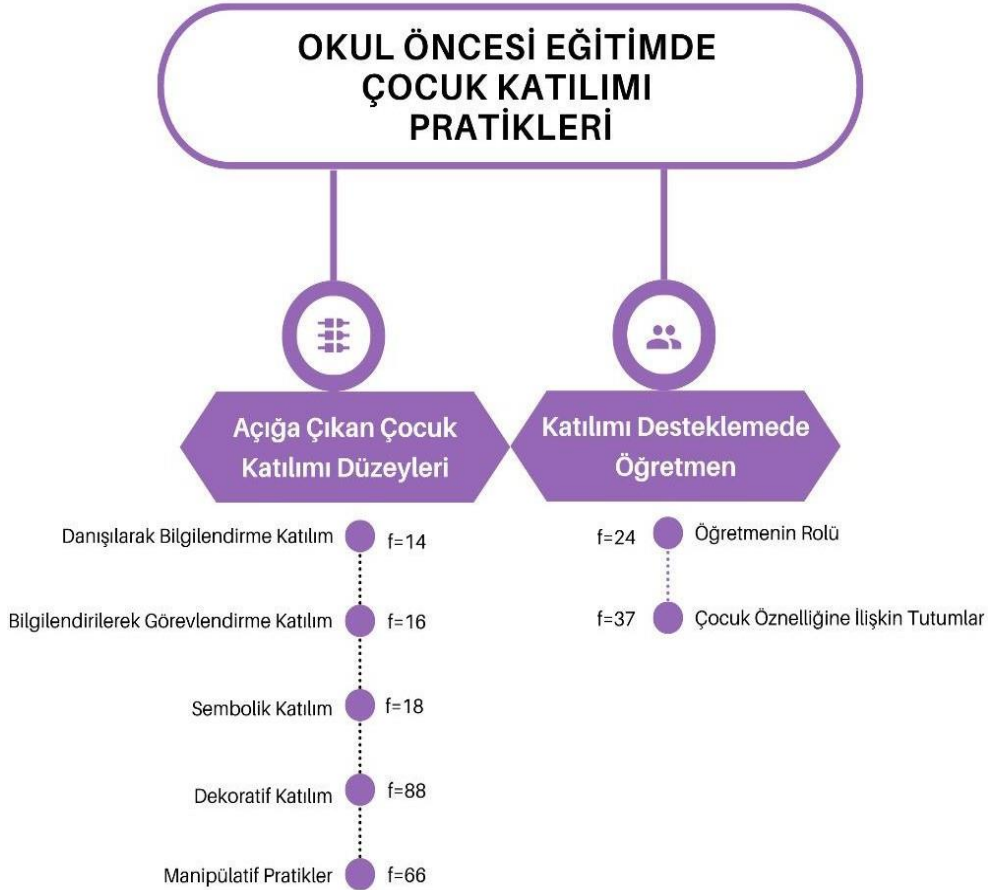 OKUL ÖNCESİ EĞİTİMDE
ÇOCUK KATILIMI
PRATİKLERİ
Açığa Çıkan Çocuk
Katılımı Düzeyleri
Katılımı Desteklemede
Öğretmen
Danışılarak Bilgilendirme Katılım f=14
Bilgilendirilerek Görevlendirme Katılım f=16
Sembolik Katılım f=18
Dekoratif Katılım f=88
Manipülatif Pratikler f=66
f=24 Öğretmenin Rolü
f=37 Çocuk Öznelliğine İlişkin Tutumlar